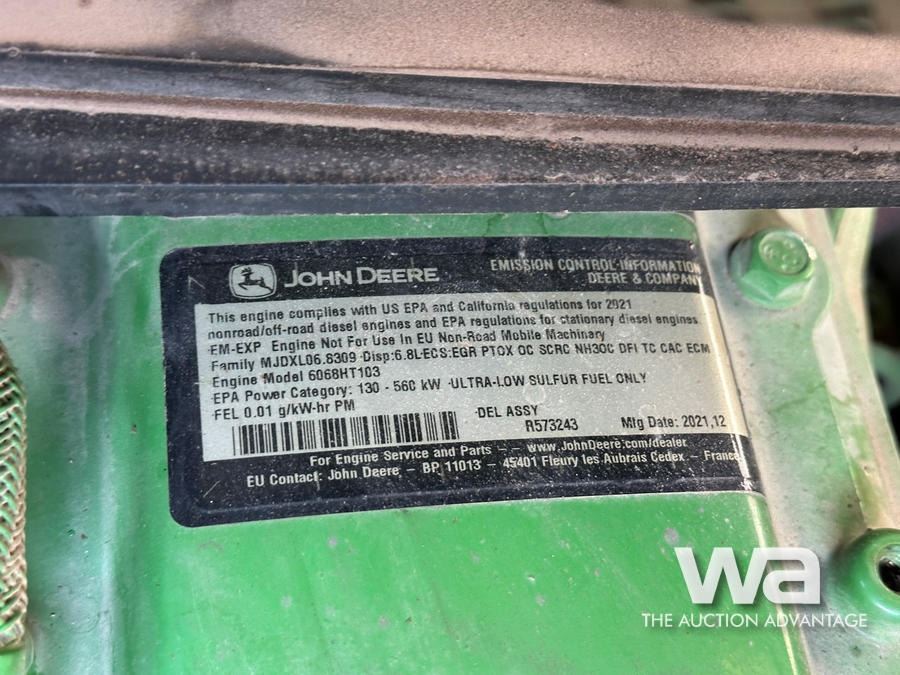 JOHN DEERE
EMISSION CONTROL INFORMATION
DEERE & COMPANY
This engine complies with US EPA and California regulations for 2021
nonroad/off-road diesel engines and EPA regulations for stationary diesel engines.
EM-EXP Engine Not For Use In EU Non-Road Mobile Machinery
Family MJDXL06.8309 Disp:6.8L ECS:EGR PTOX OC SCRC NH3OC DFI TC CAC ECM
Engine Model 6068HT103
EPA Power Category: 130 - 560 kW ULTRA-LOW SULFUR FUEL ONLY
FEL 0.01 g/kW-hr PM
DEL ASSY
R573243
Mfg Date: 2021,12
For Engine Service and Parts - www.JohnDeere.com/dealer
EU Contact: John Deere - BP 11013 - 45401 Fleury les Aubrais Cedex - France
wa
THE AUCTION ADVANTAGE